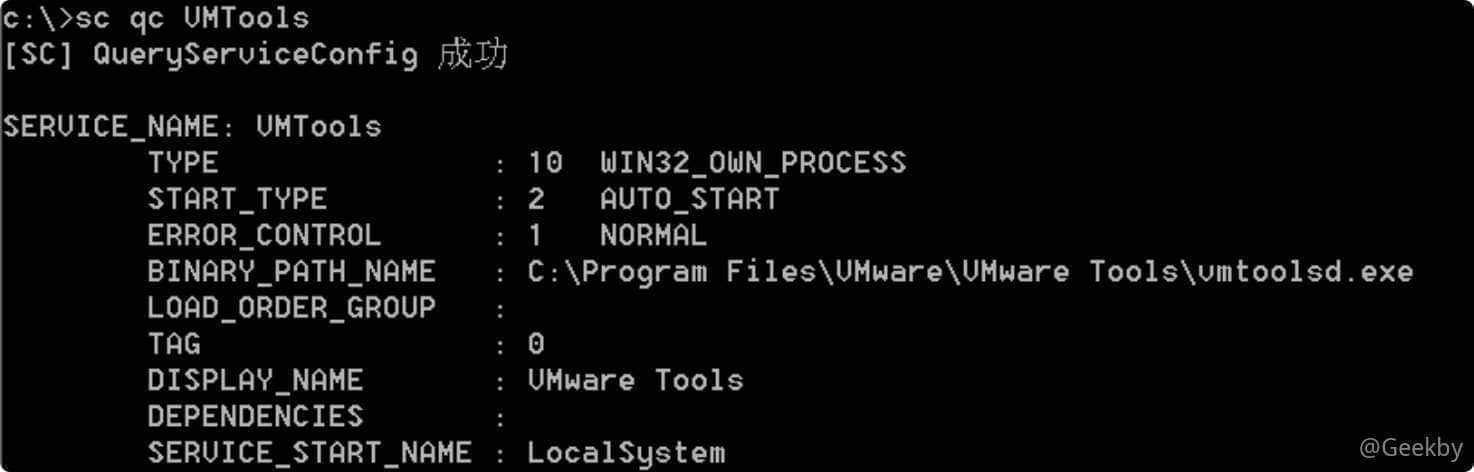 c:\>sc qc VMTools
[SC] QueryServiceConfig 成功
SERVICE_NAME: VMTools
TYPE : 10 WIN32_OWN_PROCESS
START_TYPE : 2 AUTO_START
ERROR_CONTROL : 1 NORMAL
BINARY_PATH_NAME : C:\Program Files\VMware\VMware Tools\vmtoolsd.exe
LOAD_ORDER_GROUP :
TAG : 0
DISPLAY_NAME : VMware Tools
DEPENDENCIES :
SERVICE_START_NAME : LocalSystem
@Geekby